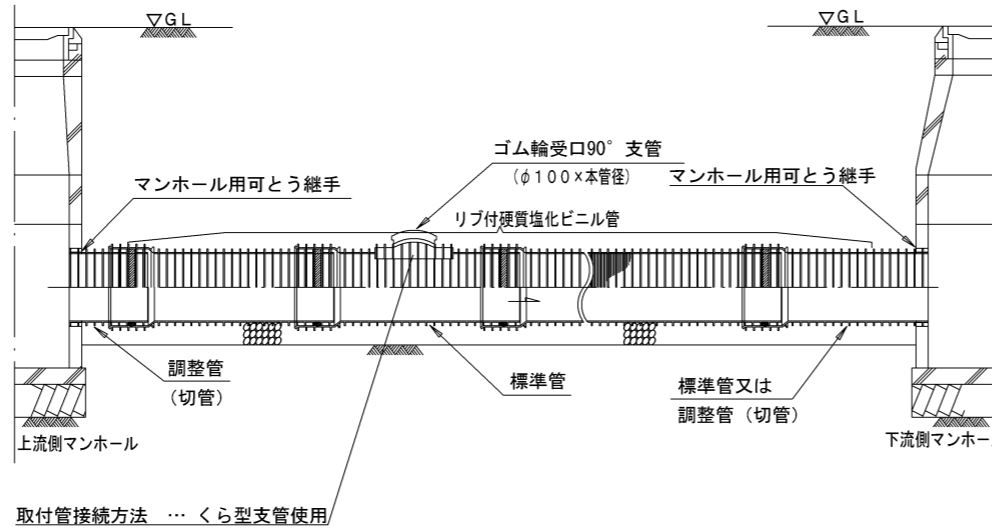 ▽GL
▽GL
ゴム輪受口90°支管
(φ100×本管径)
マンホール用可とう継手
マンホール用可とう継手
リブ付硬質塩化ビニル管
調整管
(切管)
標準管
標準管又は
調整管(切管)
上流側マンホール
下流側マンホー
取付管接続方法 … くら型支管使用